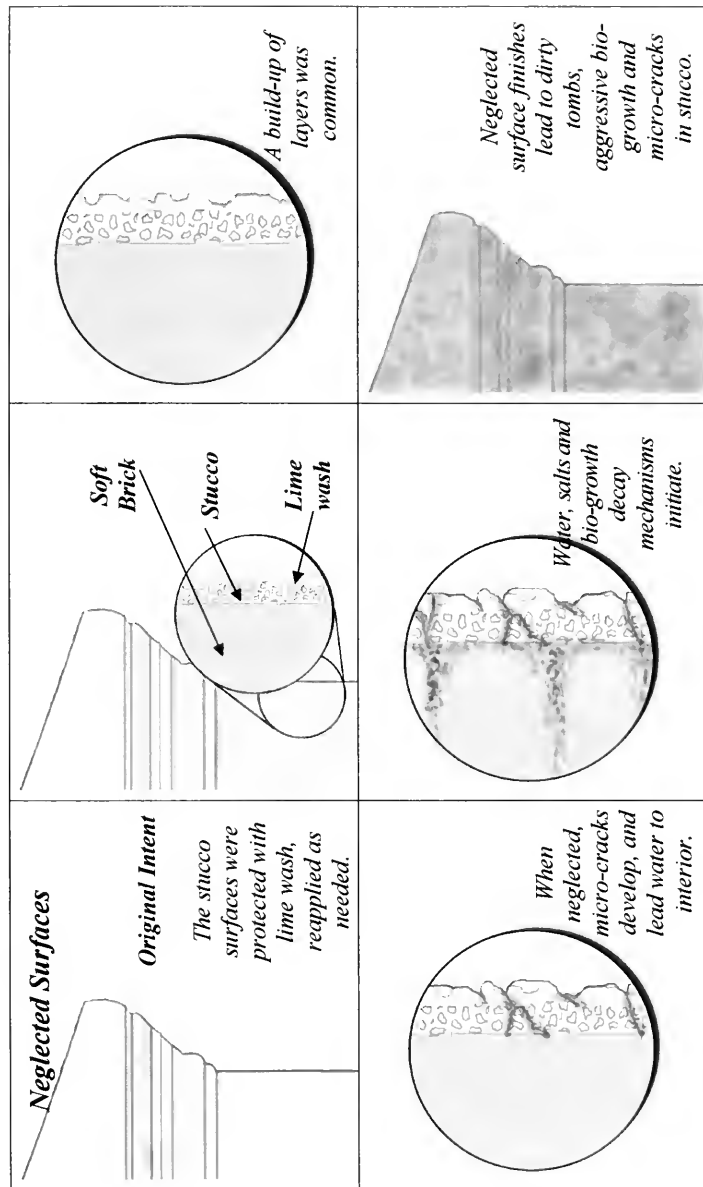 Neglected Surfaces
Original Intent
The stucco
surfaces were
protected with
lime wash,
reapplied as
needed.
Soft
Brick
Stucco
Lime
wash
A build-up of
layers was
common.
When
neglected,
micro-cracks
develop, and
lead water to
interior.
Water, salts and
bio-growth
decay
mechanisms
initiate.
Neglected
surface finishes
lead to dirty
tombs,
aggressive bio-
growth and
micro-cracks
in stucco.